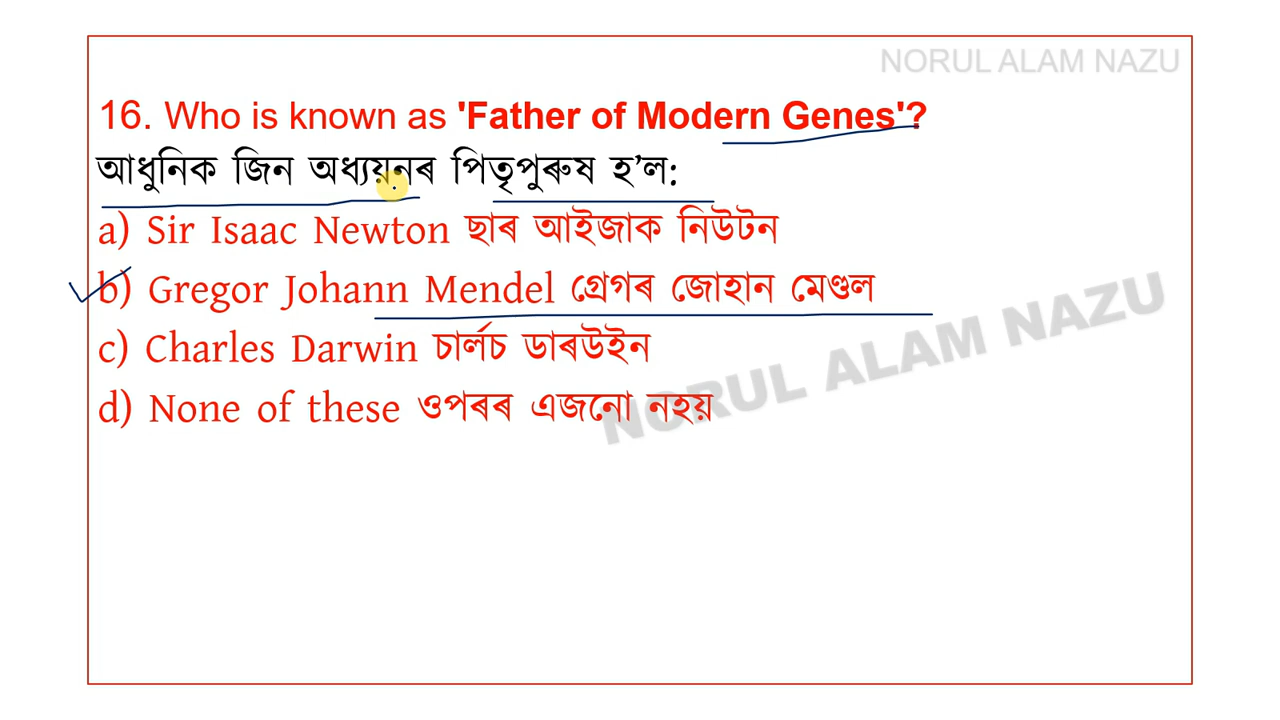 NORUL ALAM NAZU
16. Who is known as 'Father of Modern Genes'?
আধুনিক জিন অধ্যয়নৰ পিতৃপুৰুষ হ’ল:
a) Sir Isaac Newton ছাৰ আইজাক নিউটন
b) Gregor Johann Mendel গ্ৰেগৰ জোহান মেণ্ডল
c) Charles Darwin চাৰ্লচ ডাৰউইন
d) None of these ওপৰৰ এজনো নহয়
NORUL ALAM NAZU